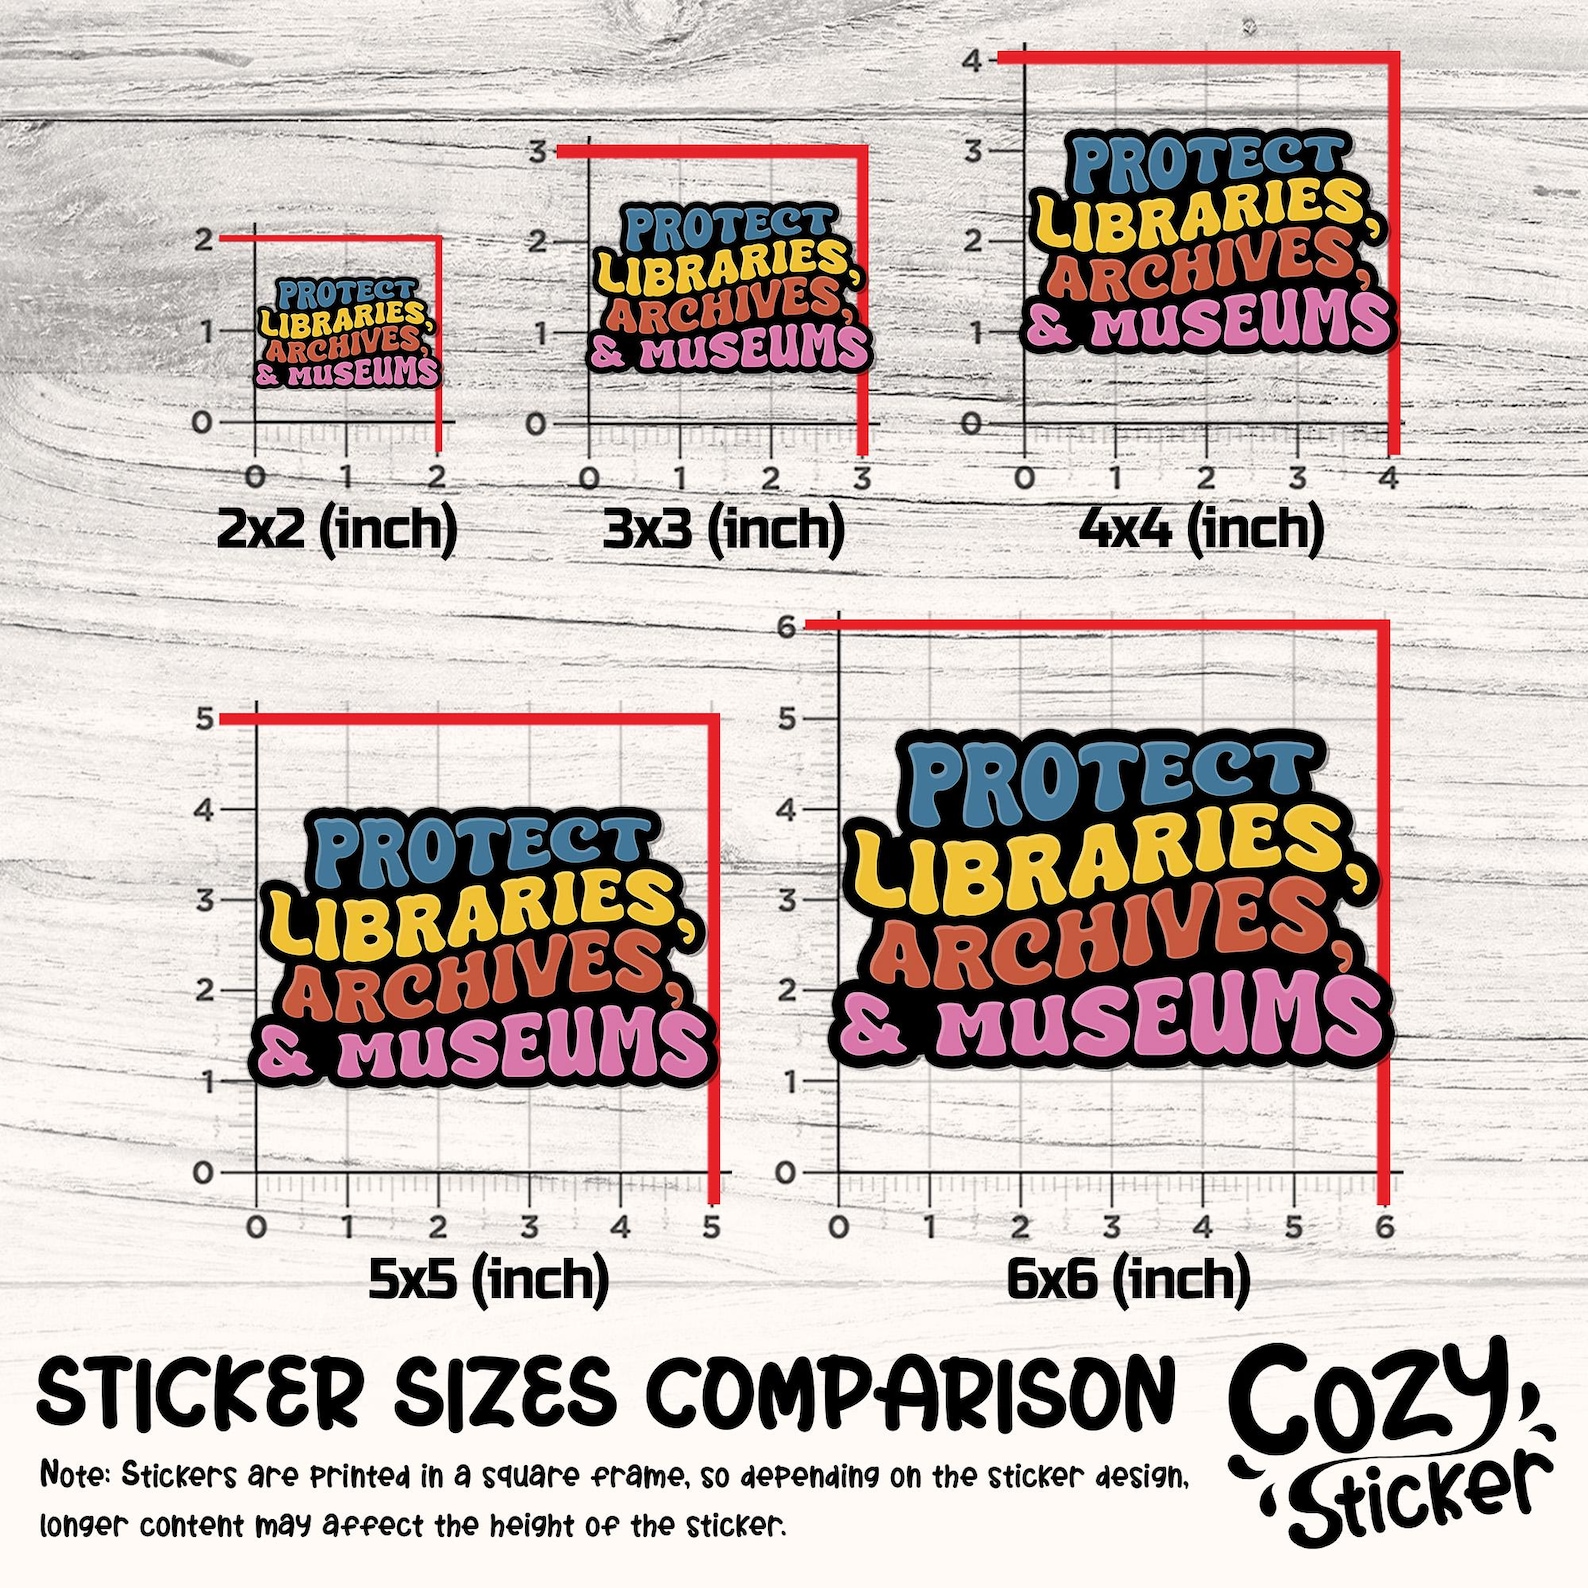 2
1
0
0 1 2
PROTECT
LIBRARIES,
ARCHIVES,
& MUSEUMS
2x2 (inch)
3
2
1
0
0 1 2 3
PROTECT
LIBRARIES,
ARCHIVES,
& MUSEUMS
3x3 (inch)
4
3
2
1
0
0 1 2 3 4
PROTECT
LIBRARIES,
ARCHIVES,
& MUSEUMS
4x4 (inch)
5
4
3
2
1
0
0 1 2 3 4 5
PROTECT
LIBRARIES,
ARCHIVES,
& MUSEUMS
5x5 (inch)
6
5
4
3
2
1
0
0 1 2 3 4 5 6
PROTECT
LIBRARIES,
ARCHIVES,
& MUSEUMS
6x6 (inch)
STICKER SIZES COMPARISON
Note: Stickers are printed in a square frame, so depending on the sticker design,
longer content may affect the height of the sticker.
Cozy
Sticker